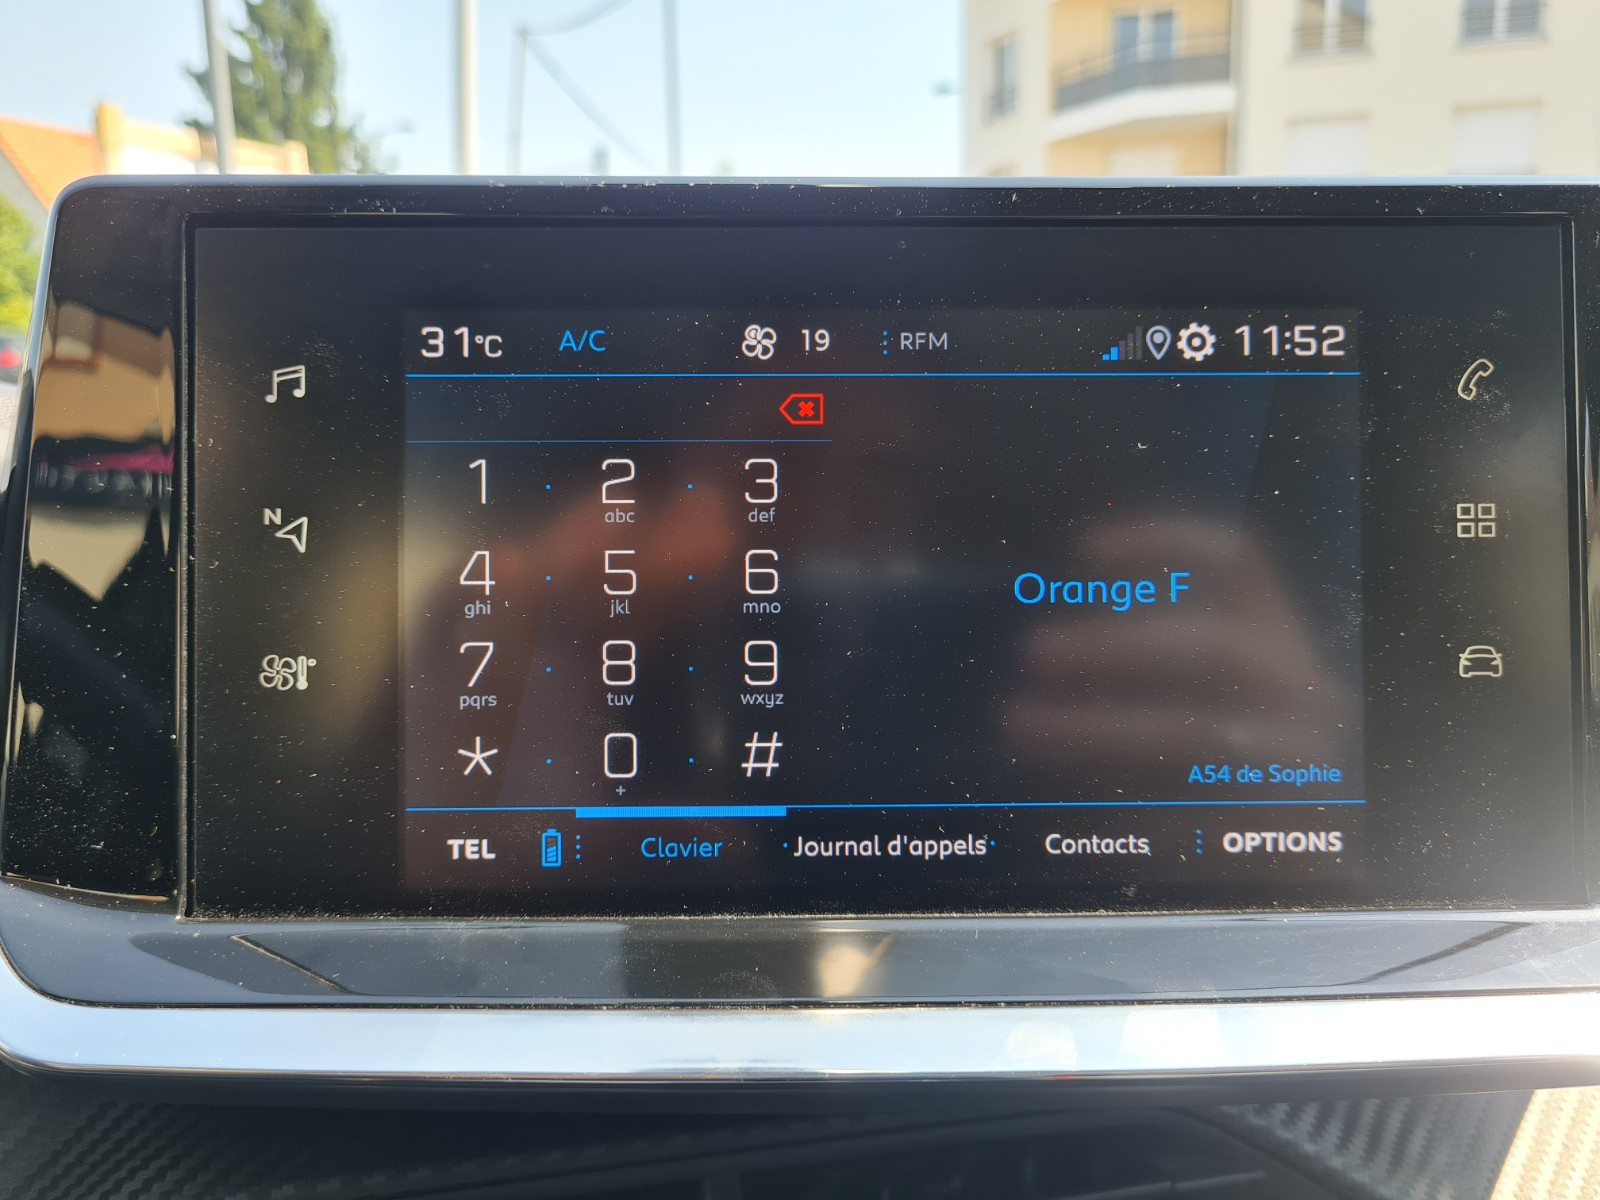 31°C A/C 19 RFM 11:52
1 2 3
abc def
4 5 6
ghi jkl mno
7 8 9
pqrs tuv wxyz
* 0 #
+
Orange F
A54 de Sophie
TEL Clavier Journal d'appels Contacts OPTIONS
N